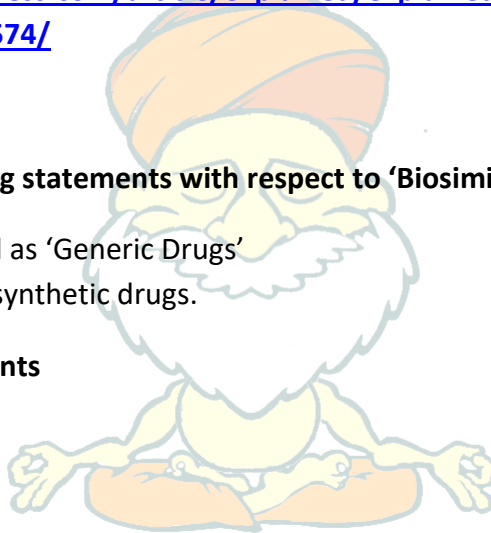 574/
g statements with respect to 'Biosimi
l as 'Generic Drugs'
synthetic drugs.
nts